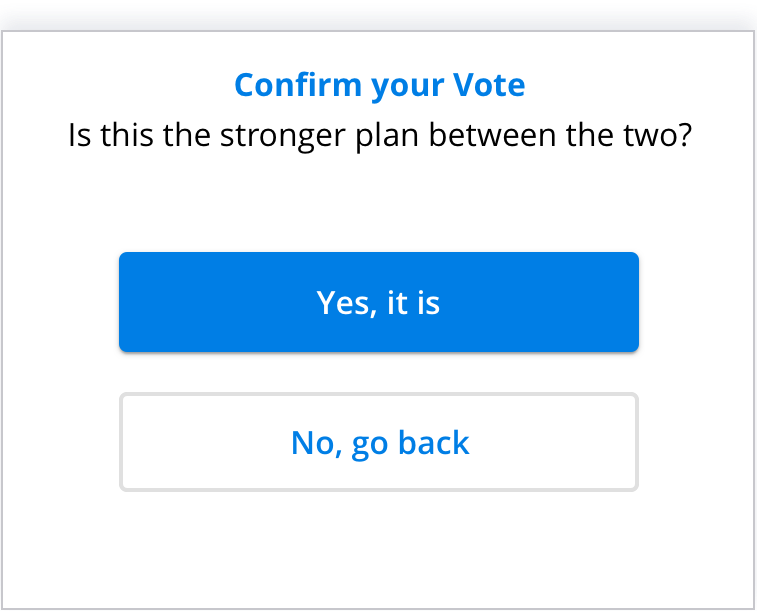 Confirm your Vote
Is this the stronger plan between the two?
Yes, it is
No, go back